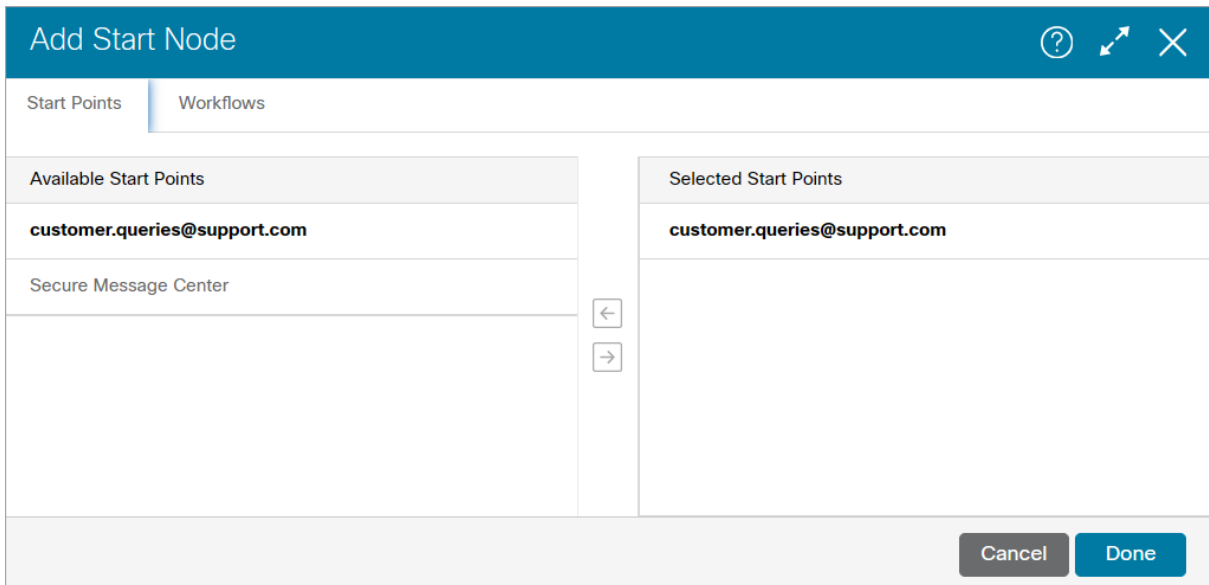 Add Start Node
Start Points
Workflows
Available Start Points
Selected Start Points
customer.queries@support.com
customer.queries@support.com
Secure Message Center
Cancel
Done